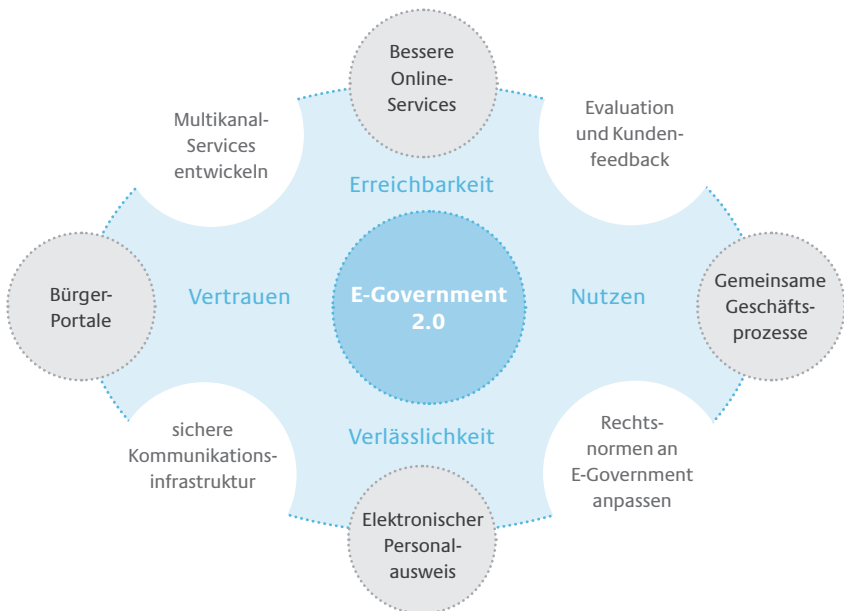 Bessere
Online-
Services
Multikanal-
Services
entwickeln
Evaluation
und Kunden-
feedback
Erreichbarkeit
Bürger-
Portale
Vertrauen
E-Government
2.0
Nutzen
Gemeinsame
Geschäfts-
prozesse
sichere
Kommunikations-
infrastruktur
Verlässlichkeit
Rechts-
normen an
E-Government
anpassen
Elektronischer
Personal-
ausweis